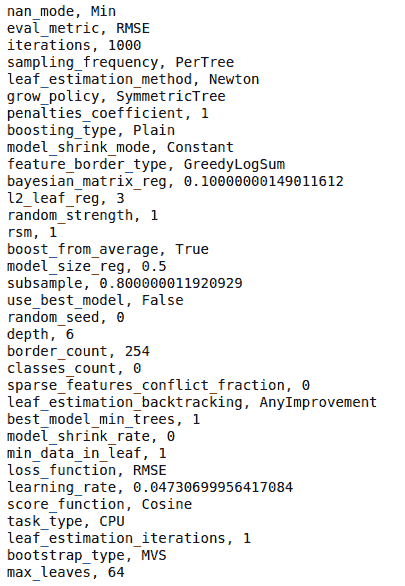 nan_mode, Min
eval_metric, RMSE
iterations, 1000
sampling_frequency, PerTree
leaf_estimation_method, Newton
grow_policy, SymmetricTree
penalties_coefficient, 1
boosting_type, Plain
model_shrink_mode, Constant
feature_border_type, GreedyLogSum
bayesian_matrix_reg, 0.10000000149011612
l2_leaf_reg, 3
random_strength, 1
rsm, 1
boost_from_average, True
model_size_reg, 0.5
subsample, 0.800000011920929
use_best_model, False
random_seed, 0
depth, 6
border_count, 254
classes_count, 0
sparse_features_conflict_fraction, 0
leaf_estimation_backtracking, AnyImprovement
best_model_min_trees, 1
model_shrink_rate, 0
min_data_in_leaf, 1
loss_function, RMSE
learning_rate, 0.04730699956417084
score_function, Cosine
task_type, CPU
leaf_estimation_iterations, 1
bootstrap_type, MVS
max_leaves, 64